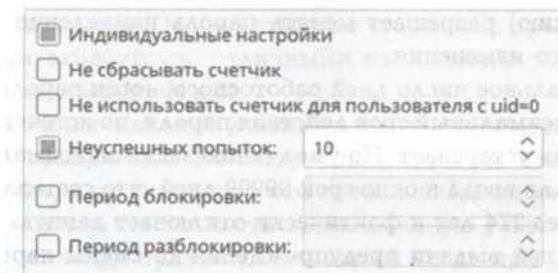 Индивидуальные настройки
Не сбрасывать счетчик
Не использовать счетчик для пользователя с uid=0
Неуспешных попыток: 10
Период блокировки:
Период разблокировки: